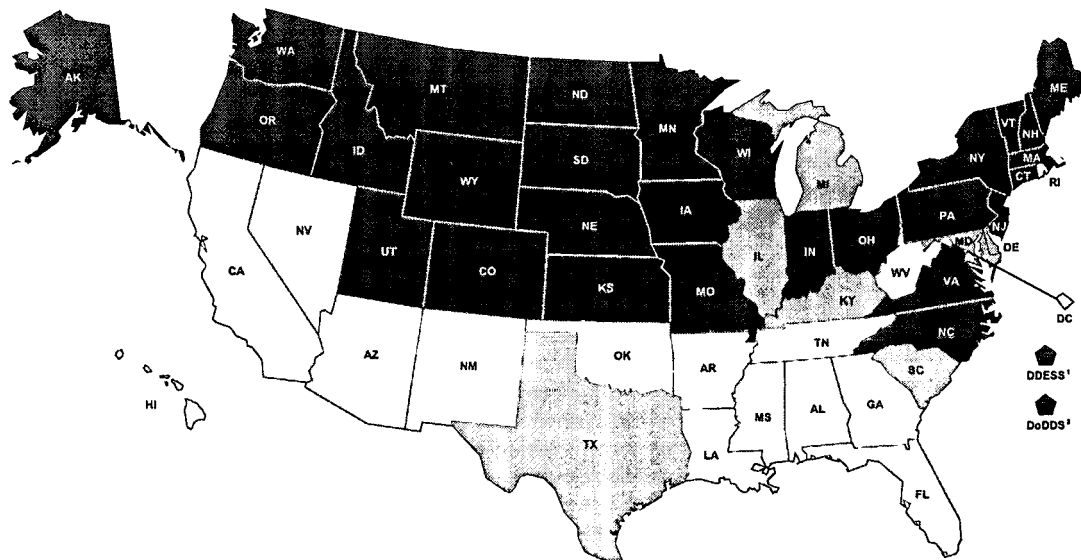 AK
WA
MT
ND
MN
ME
VT
NH
OR
ID
WY
SD
WI
MI
NY
MA
CT
RI
NV
UT
CO
NE
KS
IA
MO
IL
IN
OH
PA
NJ
DE
MD
WV
VA
KY
DC
CA
AZ
NM
OK
AR
TN
NC
SC
HI
TX
LA
MS
AL
GA
FL
DDESS¹
DoDDS²